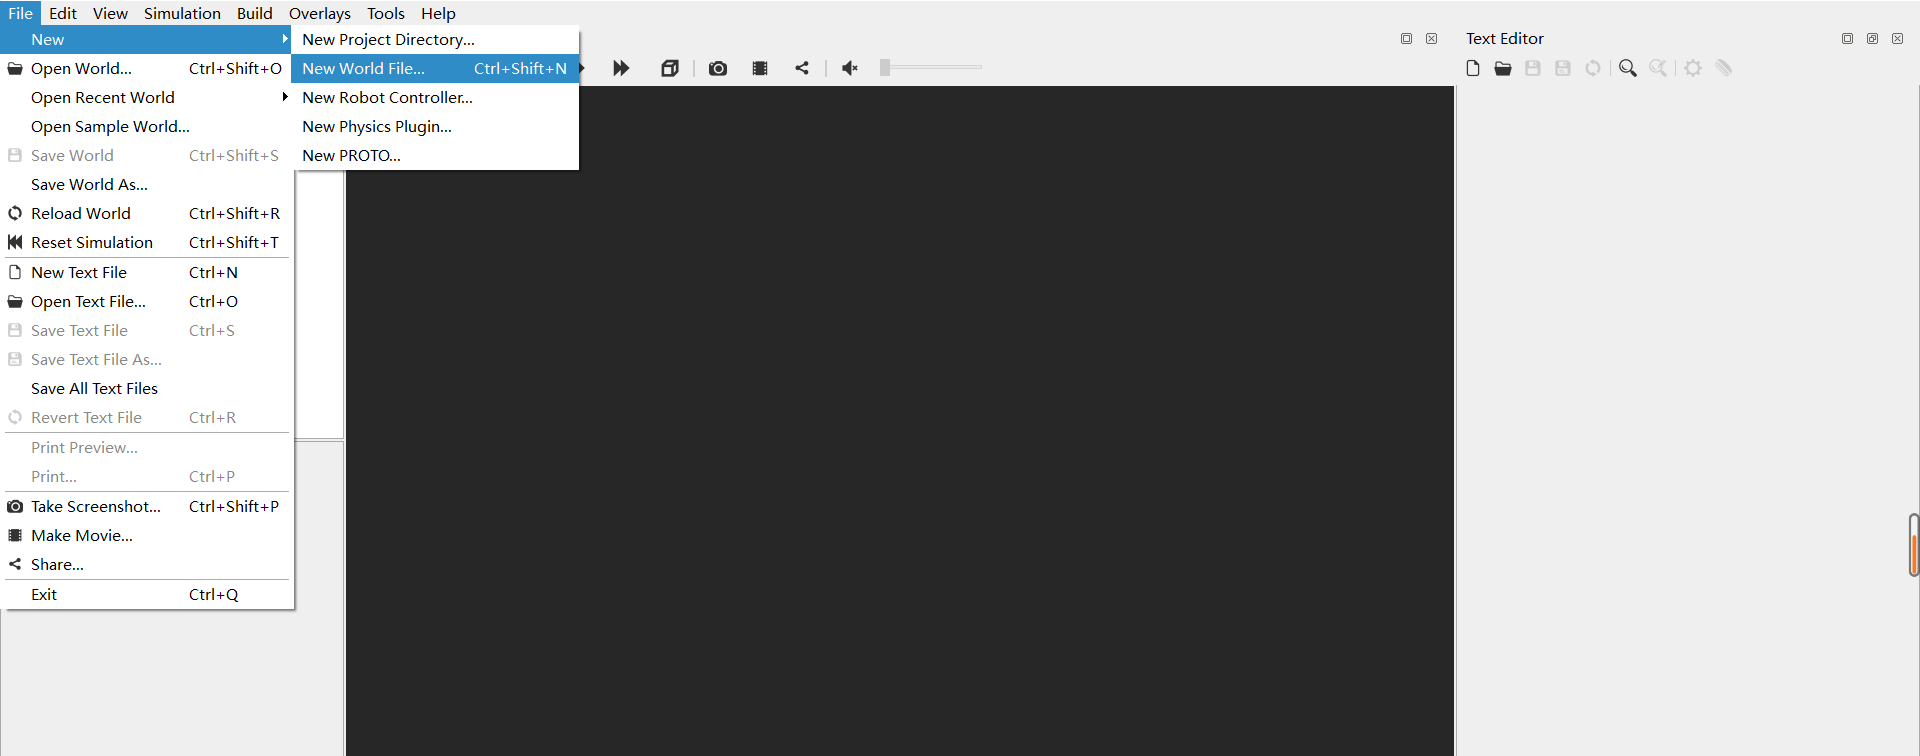 File Edit View Simulation Build Overlays Tools Help
New
Open World... Ctrl+Shift+O
Open Recent World
Open Sample World...
Save World Ctrl+Shift+S
Save World As...
Reload World Ctrl+Shift+R
Reset Simulation Ctrl+Shift+T
New Text File Ctrl+N
Open Text File... Ctrl+O
Save Text File Ctrl+S
Save Text File As...
Save All Text Files
Revert Text File Ctrl+R
Print Preview...
Print... Ctrl+P
Take Screenshot... Ctrl+Shift+P
Make Movie...
Share...
Exit Ctrl+Q
New Project Directory...
New World File... Ctrl+Shift+N
New Robot Controller...
New Physics Plugin...
New PROTO...
Text Editor